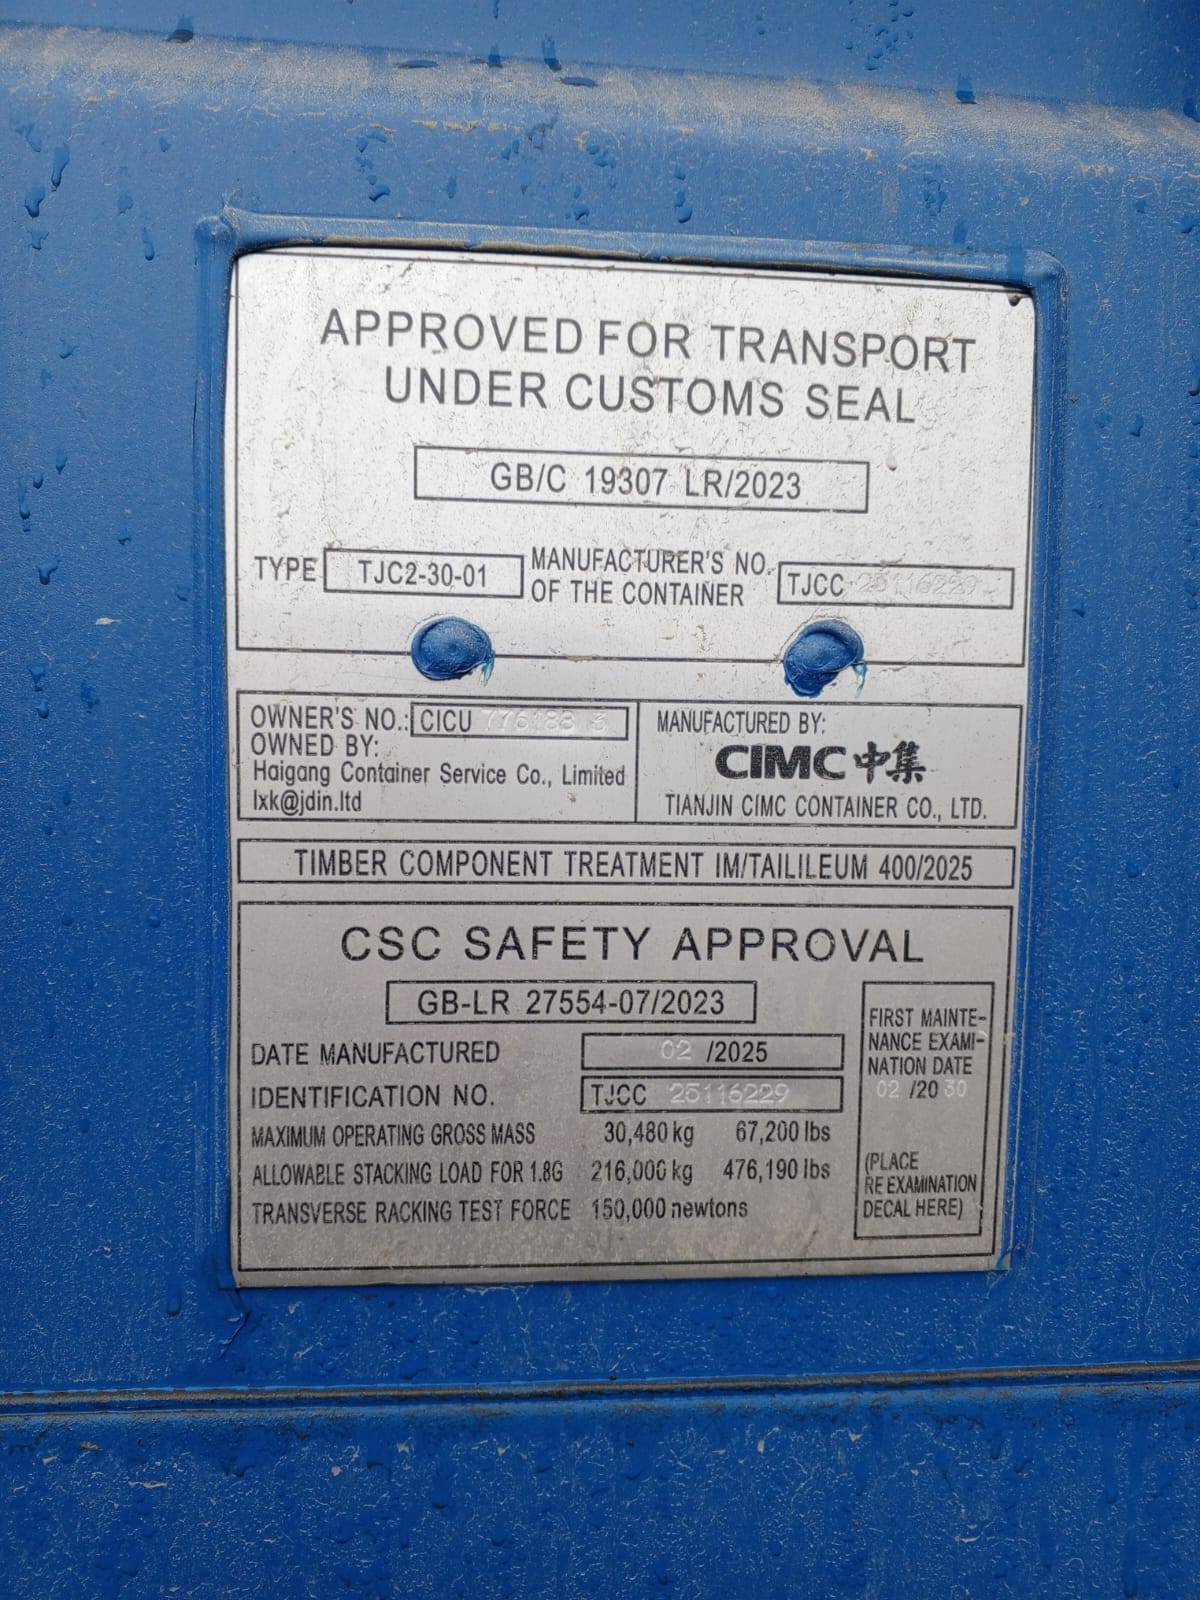 APPROVED FOR TRANSPORT
UNDER CUSTOMS SEAL
GB/C 19307 LR/2023
TYPE TJC2-30-01
MANUFACTURER'S NO.
OF THE CONTAINER
TJCC 25116229
OWNER'S NO.: CICU 776183 3
OWNED BY:
Haigang Container Service Co., Limited
lxk@jdin.ltd
MANUFACTURED BY:
CIMC 中集
TIANJIN CIMC CONTAINER CO., LTD.
TIMBER COMPONENT TREATMENT IM/TAILILEUM 400/2025
CSC SAFETY APPROVAL
GB-LR 27554-07/2023
DATE MANUFACTURED 02 /2025
IDENTIFICATION NO. TJCC 25116229
MAXIMUM OPERATING GROSS MASS 30,480 kg 67,200 lbs
ALLOWABLE STACKING LOAD FOR 1.8G 216,000 kg 476,190 lbs
TRANSVERSE RACKING TEST FORCE 150,000 newtons
FIRST MAINTE-
NANCE EXAMI-
NATION DATE
02 /20 30
(PLACE
RE EXAMINATION
DECAL HERE)